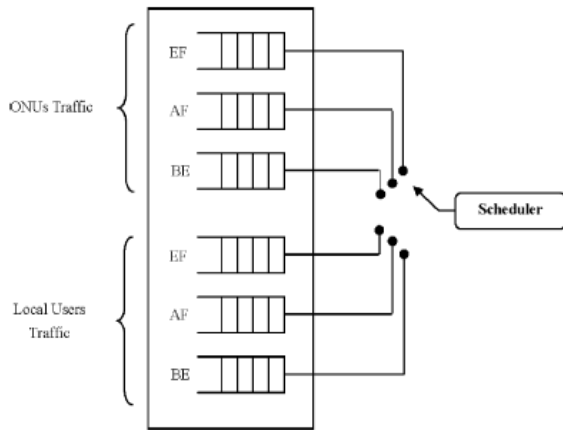 EF
ONUs Traffic
AF
BE
Scheduler
EF
Local Users
Traffic
AF
BE